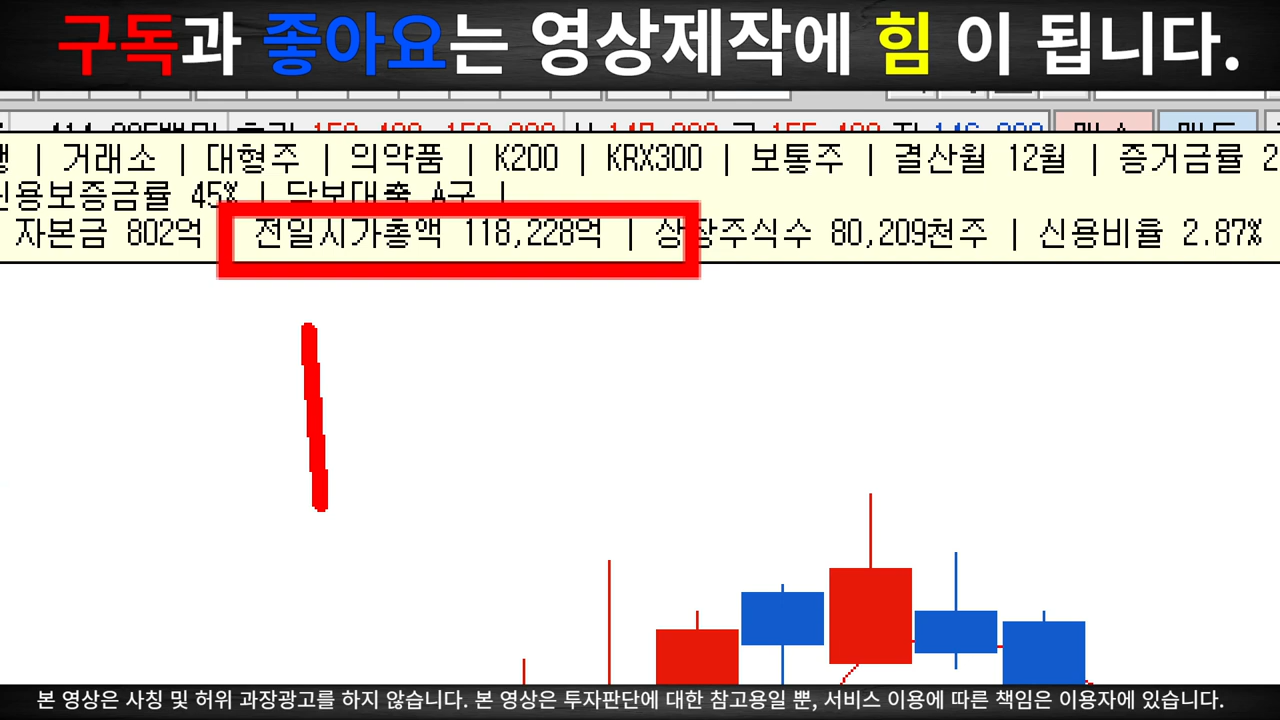 구독과 좋아요는 영상제작에 힘 이 됩니다.
| 거래소 | 대형주 | 의약품 | K200 | KRX300 | 보통주 | 결산월 12월 | 증거금률 2
신용보증금률 45% | 담보대출 A군 |
자본금 802억 전일시가총액 118,228억 | 상장주식수 80,209천주 | 신용비율 2.87%
본 영상은 사칭 및 허위 과장광고를 하지 않습니다. 본 영상은 투자판단에 대한 참고용일 뿐, 서비스 이용에 따른 책임은 이용자에 있습니다.